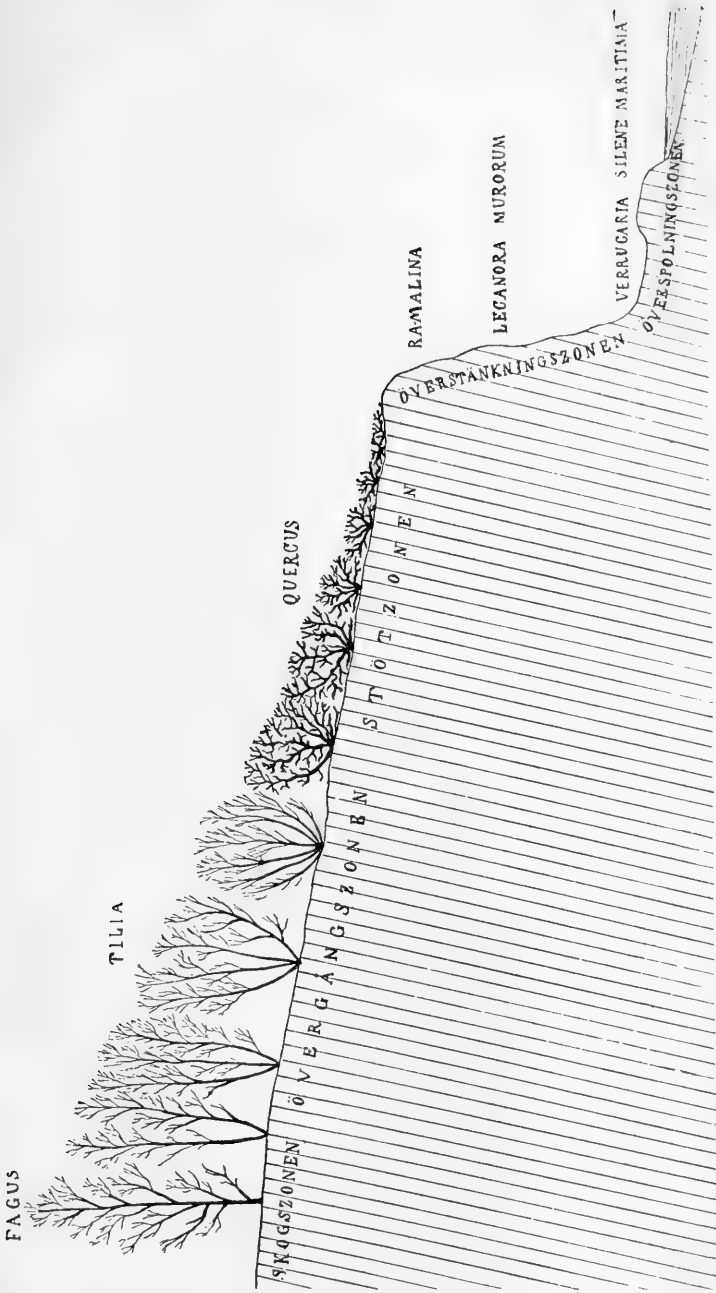 FAGUS
TILIA
QUERCUS
RAMALINA
LECANORA MURORUM
VERRUCARIA SILENE MARITIMA
SKOGSZONEN
ÖVERGÅNGSZONEN
STÖTZONEN
ÖVERSTÄNKNINGSZONEN
ÖVERSPOLNINGSZONEN